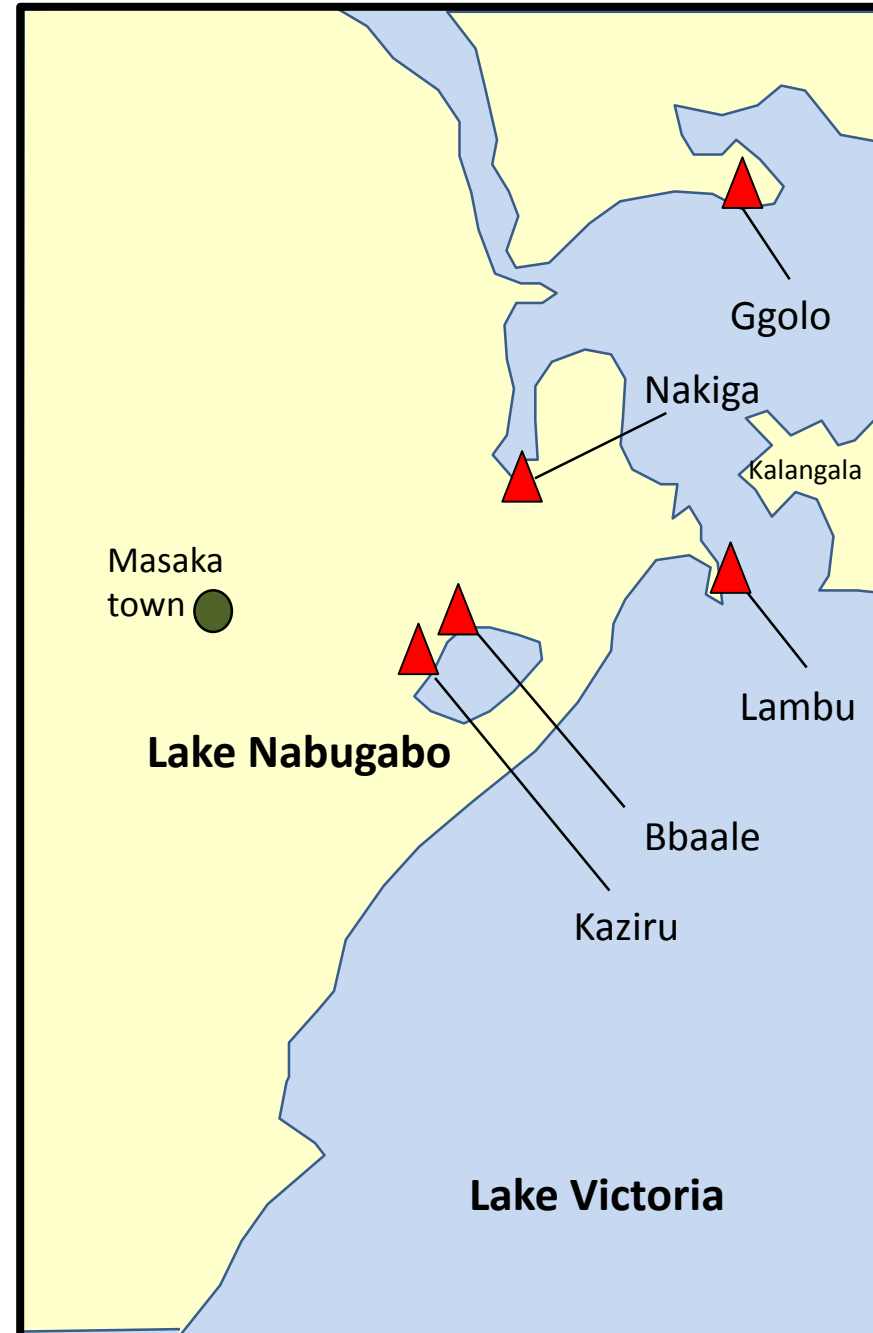 Ggolo
Nakiga
Kalangala
Masaka
town
Lambu
Lake Nabugabo
Bbaale
Kaziru
Lake Victoria